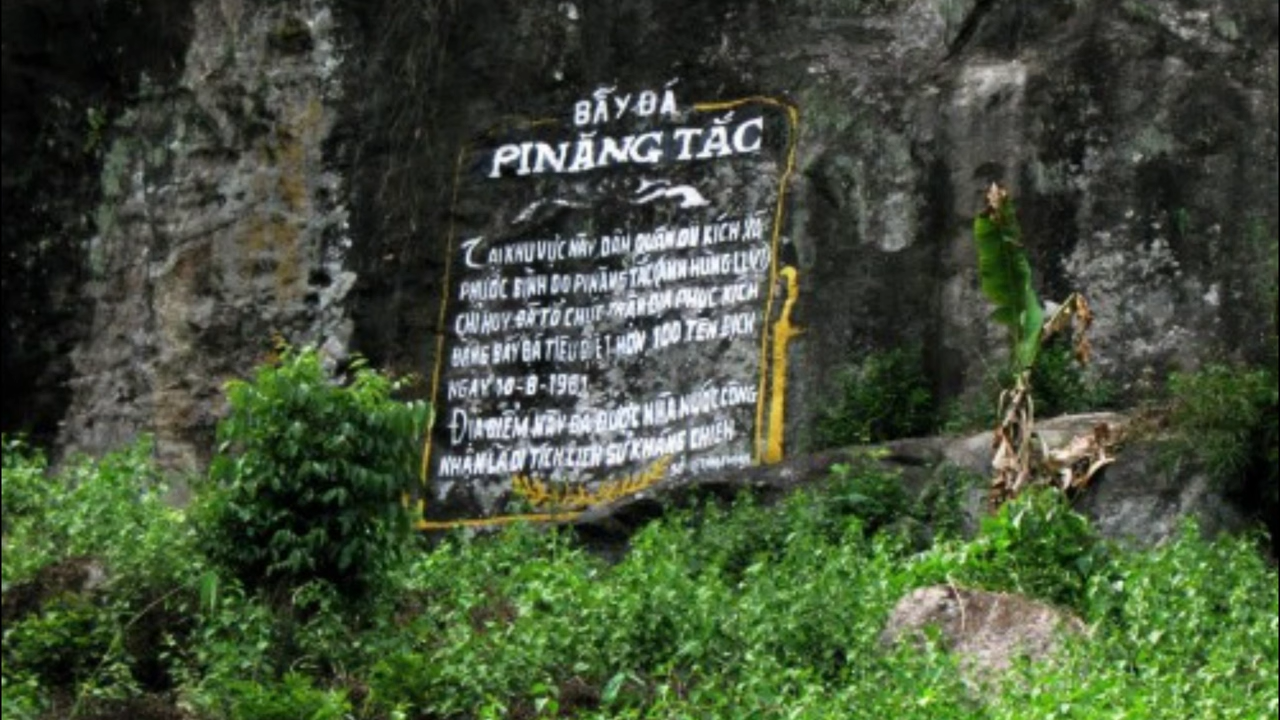 BẪY ĐÁ
PINĂNG TẮC
TẠI KHU VỰC NÀY DÂN QUÂN DU KÍCH XÃ
PHƯỚC BÌNH DO PINĂNG TẮC (ANH HÙNG LLVT)
CHỈ HUY ĐÃ TỔ CHỨC TRẬN ĐỊA PHỤC KÍCH
BẰNG BẪY ĐÁ TIÊU DIỆT HƠN 100 TÊN ĐỊCH
NGÀY 10-8-1961
ĐỊA ĐIỂM NÀY ĐÃ ĐƯỢC NHÀ NƯỚC CÔNG
NHẬN LÀ DI TÍCH LỊCH SỬ KHÁNG CHIẾN